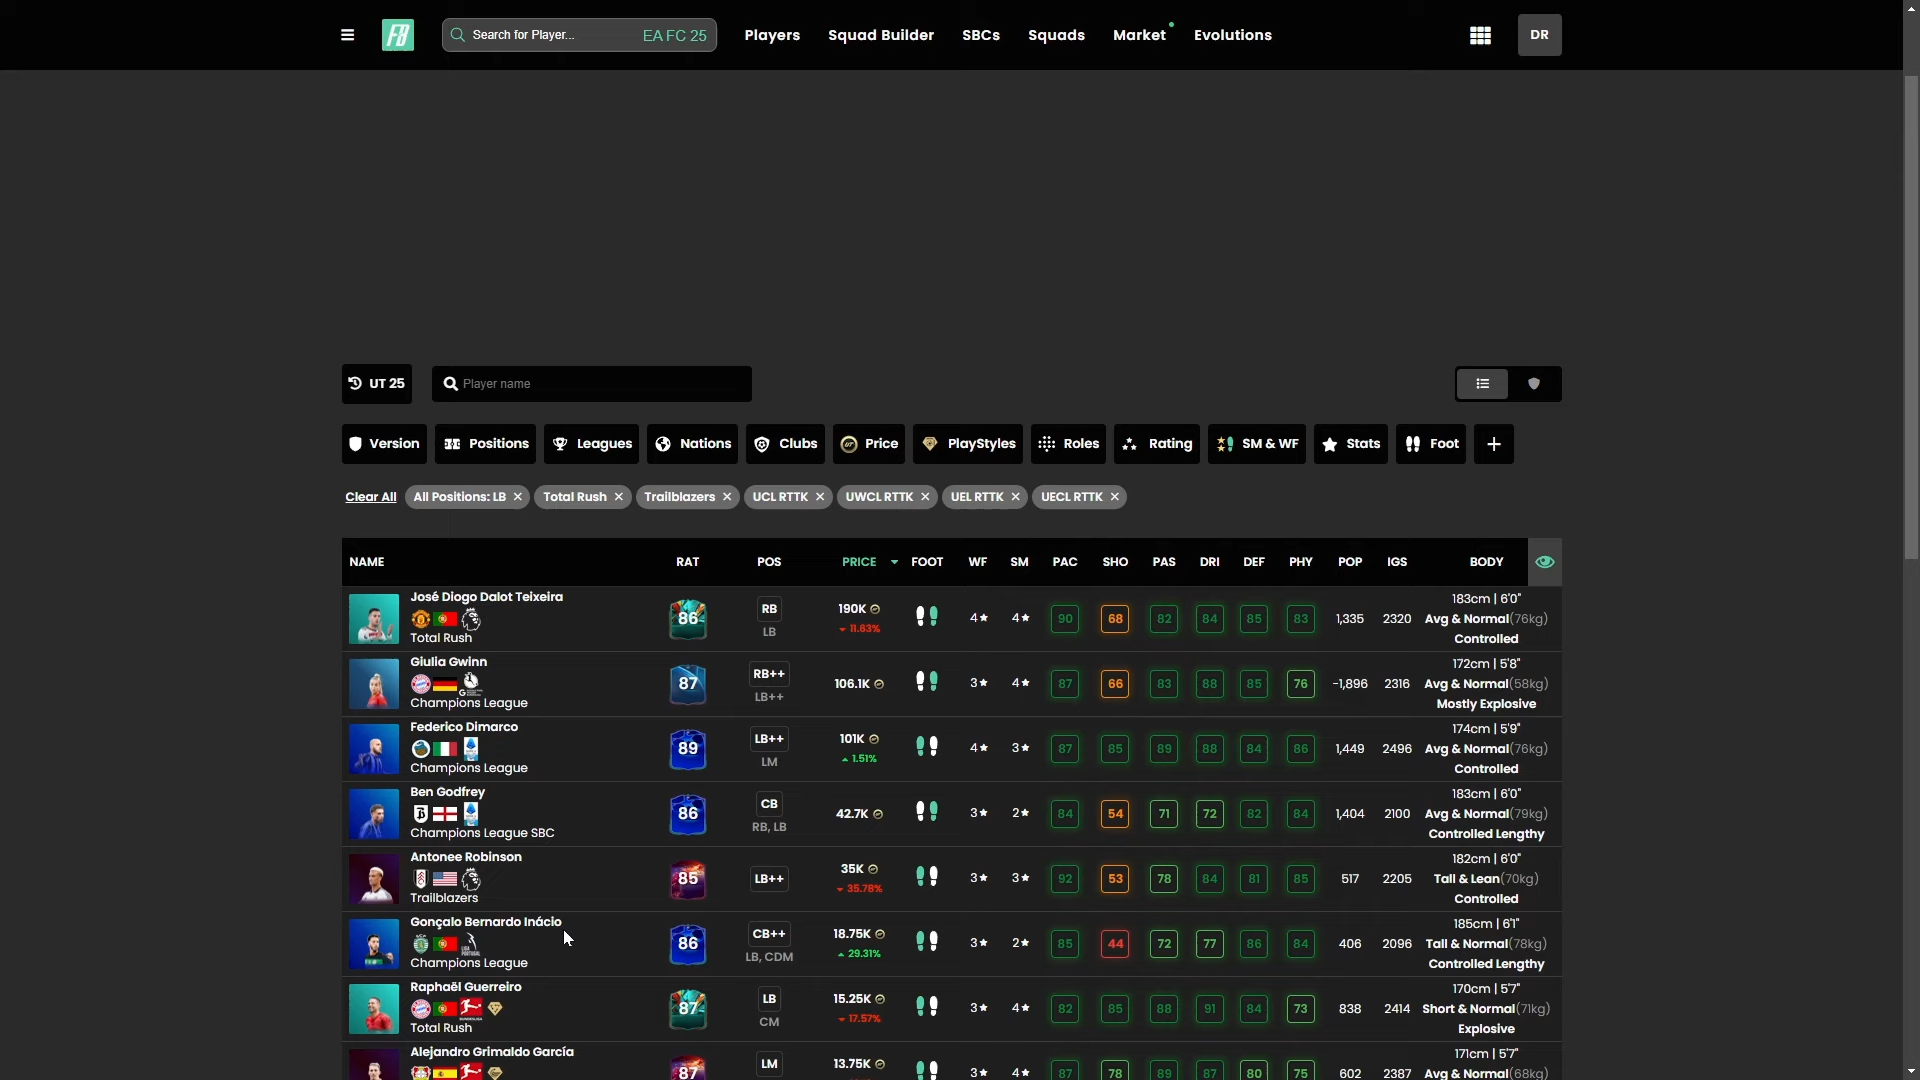 F8
Search for Player...
EA FC 25
Players
Squad Builder
SBCs
Squads
Market
Evolutions
DR
UT 25
Player name
Version
Positions
Leagues
Nations
Clubs
Price
PlayStyles
Roles
Rating
SM & WF
Stats
Foot
+
Clear All
All Positions: LB ×
Total Rush ×
Trailblazers ×
UCL RTTK ×
UWCL RTTK ×
UEL RTTK ×
UECL RTTK ×
NAME RAT POS PRICE FOOT WF SM PAC SHO PAS DRI DEF PHY POP IGS BODY
José Diogo Dalot Teixeira
Total Rush
86
RB
LB
190K
11.63%
4★ 4★ 90 68 82 84 85 83 1,335 2320
183cm | 6'0"
Avg & Normal(76kg)
Controlled
Giulia Gwinn
Champions League
87
RB++
LB++
106.1K
3★ 4★ 87 66 83 88 85 76 -1,896 2316
172cm | 5'8"
Avg & Normal(58kg)
Mostly Explosive
Federico Dimarco
Champions League
89
LB++
LM
101K
1.51%
4★ 3★ 87 85 89 88 84 86 1,449 2496
174cm | 5'9"
Avg & Normal(76kg)
Controlled
Ben Godfrey
Champions League SBC
86
CB
RB, LB
42.7K
3★ 2★ 84 54 71 72 82 84 1,404 2100
183cm | 6'0"
Avg & Normal(79kg)
Controlled Lengthy
Antonee Robinson
Trailblazers
85
LB++
35K
35.78%
3★ 3★ 92 53 78 84 81 85 517 2205
182cm | 6'0"
Tall & Lean(70kg)
Controlled
Gonçalo Bernardo Inácio
Champions League
86
CB++
LB, CDM
18.75K
29.31%
3★ 2★ 85 44 72 77 86 84 406 2096
185cm | 6'1"
Tall & Normal(78kg)
Controlled Lengthy
Raphaël Guerreiro
Total Rush
87
LB
CM
15.25K
17.57%
3★ 4★ 82 85 88 91 84 73 838 2414
170cm | 5'7"
Short & Normal(71kg)
Explosive
Alejandro Grimaldo García
87
LM
13.75K
3★ 4★ 87 78 89 87 80 75 602 2387
171cm | 5'7"
Avg & Normal(68kg)